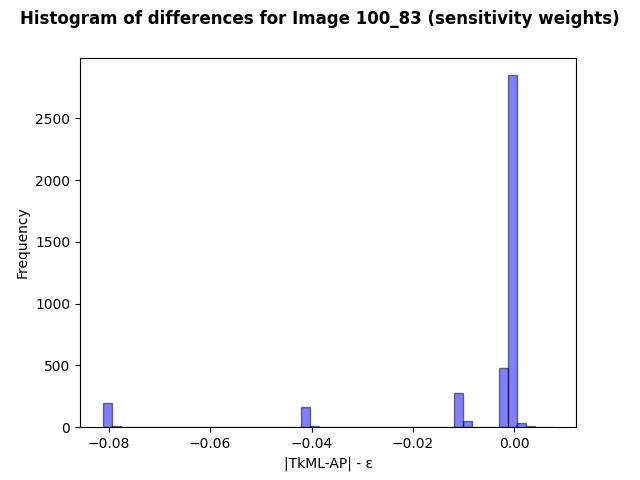 Histogram of differences for Image 100_83 (sensitivity weights)
Frequency
2500
2000
1500
1000
500
0
−0.08 −0.06 −0.04 −0.02 0.00
|TkML-AP| - ε